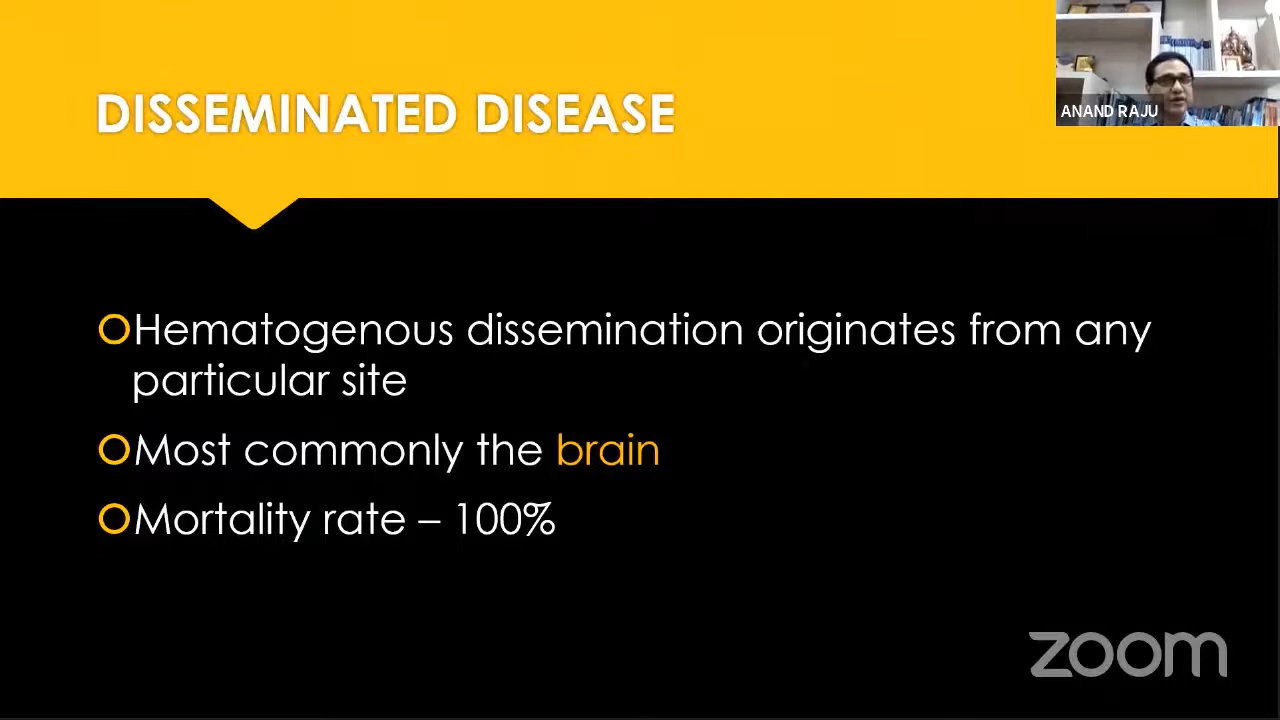 DISSEMINATED DISEASE
ANAND RAJU
Hematogenous dissemination originates from any
particular site
Most commonly the brain
Mortality rate – 100%
zoom